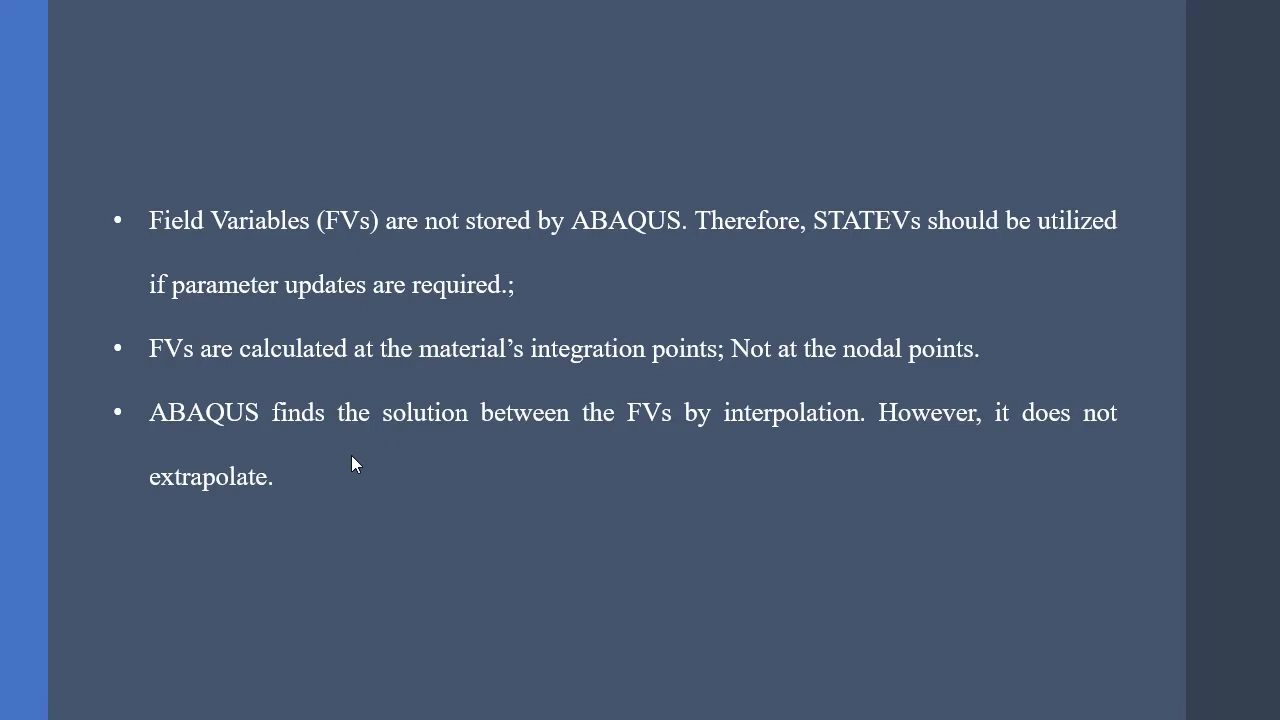 • Field Variables (FVs) are not stored by ABAQUS. Therefore, STATEVs should be utilized
if parameter updates are required.;
• FVs are calculated at the material’s integration points; Not at the nodal points.
• ABAQUS finds the solution between the FVs by interpolation. However, it does not
extrapolate.